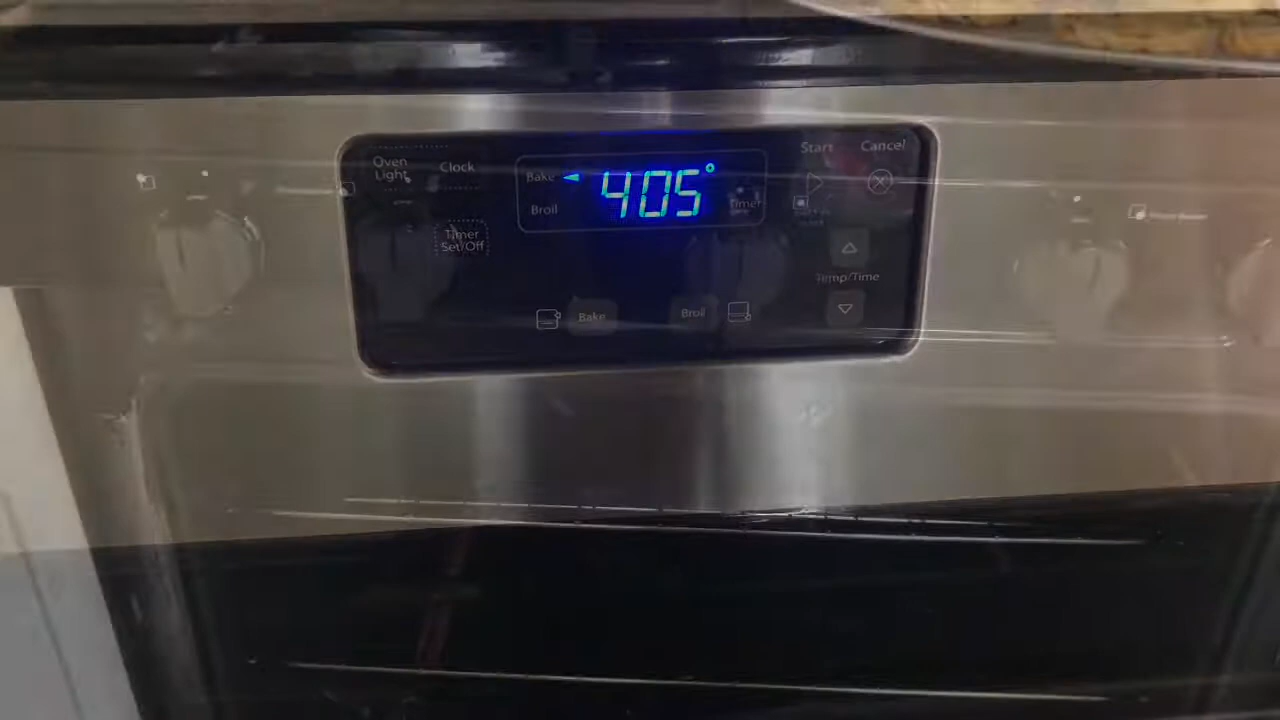 Oven
Light
Clock
Timer
Set/Off
Bake
405°
Broil
Timer
Start
Cancel
Temp/Time
Bake
Broil